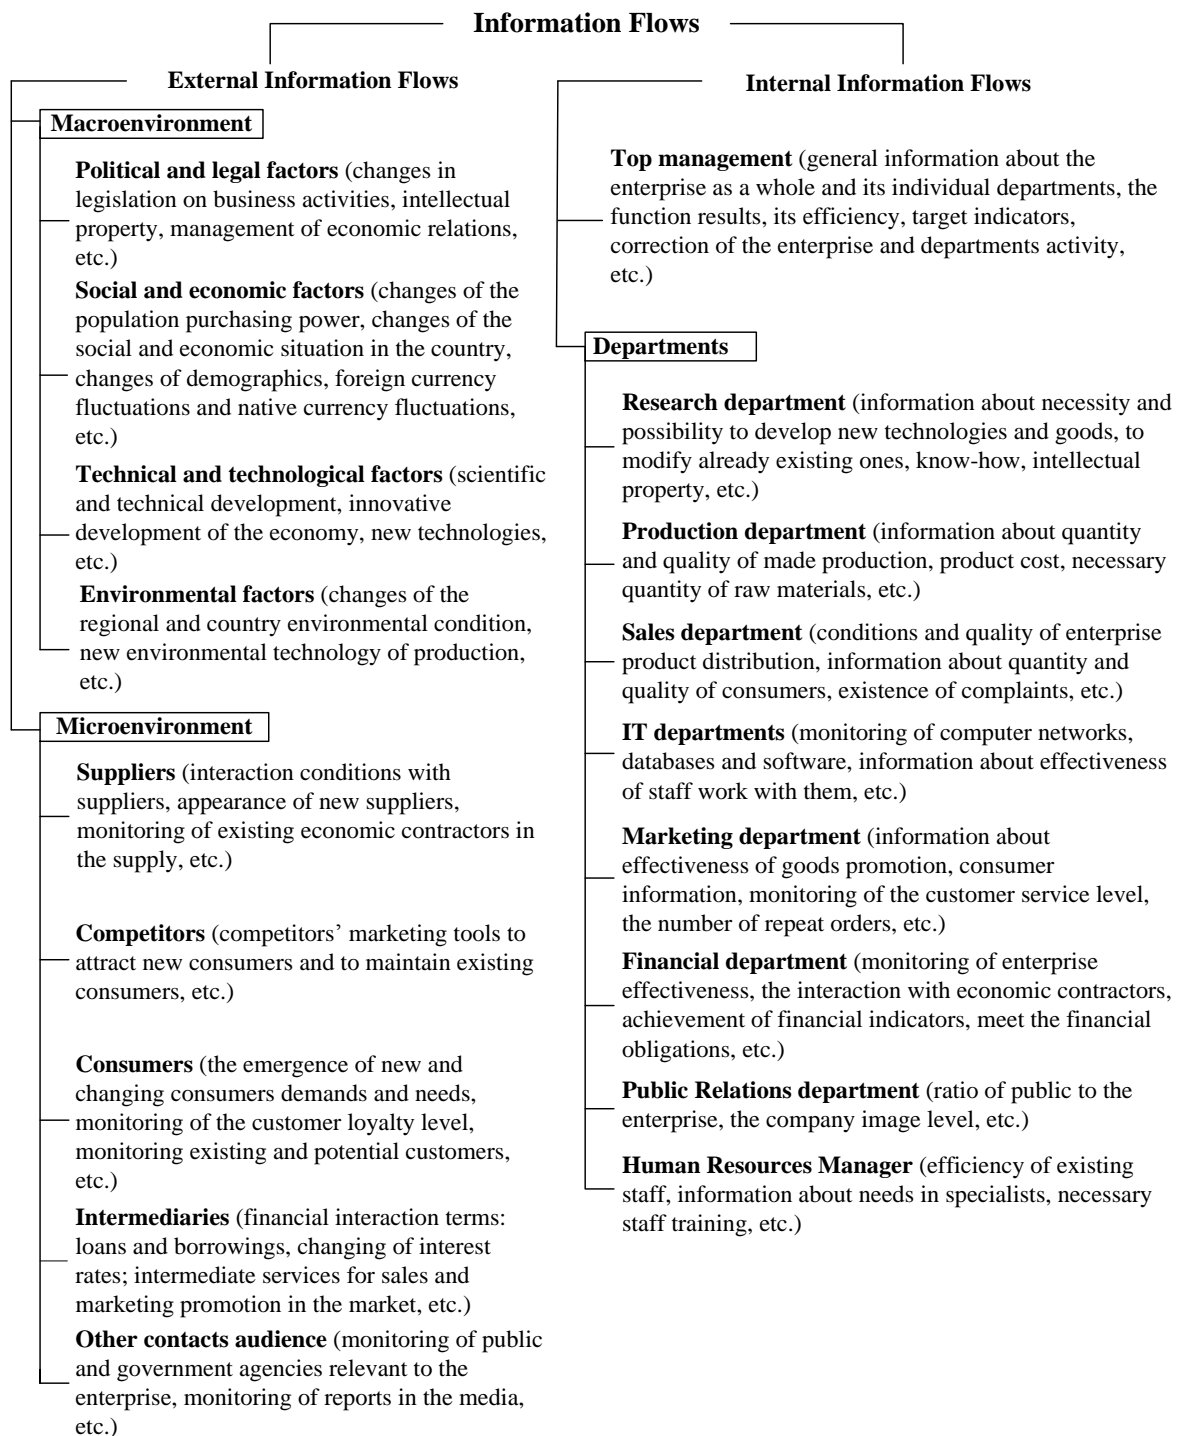 Information Flows
External Information Flows
Macroenvironment
Political and legal factors (changes in
legislation on business activities, intellectual
property, management of economic relations,
etc.)
Social and economic factors (changes of the
population purchasing power, changes of the
social and economic situation in the country,
changes of demographics, foreign currency
fluctuations and native currency fluctuations,
etc.)
Technical and technological factors (scientific
and technical development, innovative
development of the economy, new technologies,
etc.)
Environmental factors (changes of the
regional and country environmental condition,
new environmental technology of production,
etc.)
Microenvironment
Suppliers (interaction conditions with
suppliers, appearance of new suppliers,
monitoring of existing economic contractors in
the supply, etc.)
Competitors (competitors’ marketing tools to
attract new consumers and to maintain existing
consumers, etc.)
Consumers (the emergence of new and
changing consumers demands and needs,
monitoring of the customer loyalty level,
monitoring existing and potential customers,
etc.)
Intermediaries (financial interaction terms:
loans and borrowings, changing of interest
rates; intermediate services for sales and
marketing promotion in the market, etc.)
Other contacts audience (monitoring of public
and government agencies relevant to the
enterprise, monitoring of reports in the media,
etc.)
Internal Information Flows
Top management (general information about the
enterprise as a whole and its individual departments, the
function results, its efficiency, target indicators,
correction of the enterprise and departments activity,
etc.)
Departments
Research department (information about necessity and
possibility to develop new technologies and goods, to
modify already existing ones, know-how, intellectual
property, etc.)
Production department (information about quantity
and quality of made production, product cost, necessary
quantity of raw materials, etc.)
Sales department (conditions and quality of enterprise
product distribution, information about quantity and
quality of consumers, existence of complaints, etc.)
IT departments (monitoring of computer networks,
databases and software, information about effectiveness
of staff work with them, etc.)
Marketing department (information about
effectiveness of goods promotion, consumer
information, monitoring of the customer service level,
the number of repeat orders, etc.)
Financial department (monitoring of enterprise
effectiveness, the interaction with economic contractors,
achievement of financial indicators, meet the financial
obligations, etc.)
Public Relations department (ratio of public to the
enterprise, the company image level, etc.)
Human Resources Manager (efficiency of existing
staff, information about needs in specialists, necessary
staff training, etc.)